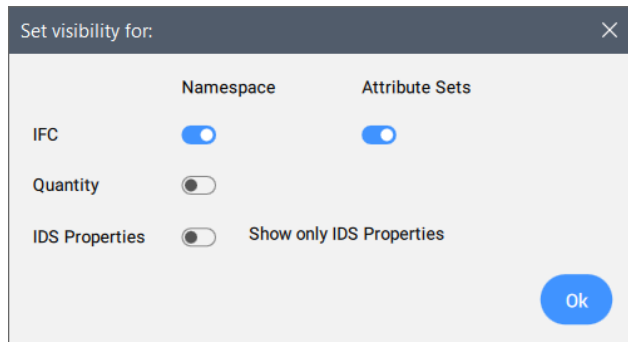 Set visibility for:
Namespace Attribute Sets
IFC
Quantity
IDS Properties Show only IDS Properties
Ok